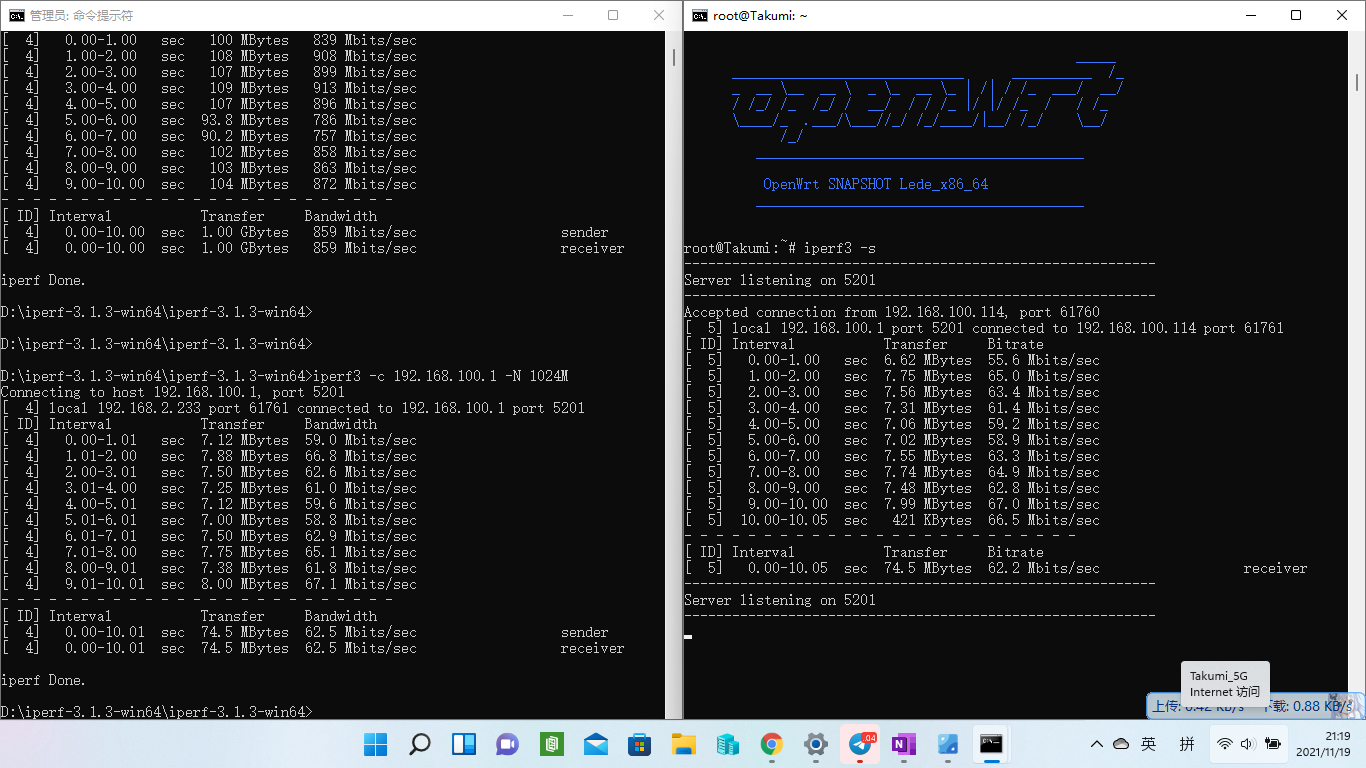 管理员: 命令提示符
[  4]   0.00-1.00   sec   100 MBytes   839 Mbits/sec
[  4]   1.00-2.00   sec   108 MBytes   908 Mbits/sec
[  4]   2.00-3.00   sec   107 MBytes   899 Mbits/sec
[  4]   3.00-4.00   sec   109 MBytes   913 Mbits/sec
[  4]   4.00-5.00   sec   107 MBytes   896 Mbits/sec
[  4]   5.00-6.00   sec  93.8 MBytes   786 Mbits/sec
[  4]   6.00-7.00   sec  90.2 MBytes   757 Mbits/sec
[  4]   7.00-8.00   sec   102 MBytes   858 Mbits/sec
[  4]   8.00-9.00   sec   103 MBytes   863 Mbits/sec
[  4]   9.00-10.00  sec   104 MBytes   872 Mbits/sec
- - - - - - - - - - - - - - - - - - - - - - - - -
[ ID] Interval           Transfer     Bandwidth
[  4]   0.00-10.00  sec  1.00 GBytes   859 Mbits/sec                  sender
[  4]   0.00-10.00  sec  1.00 GBytes   859 Mbits/sec                  receiver
iperf Done.
D:\iperf-3.1.3-win64\iperf-3.1.3-win64>
D:\iperf-3.1.3-win64\iperf-3.1.3-win64>
D:\iperf-3.1.3-win64\iperf-3.1.3-win64>iperf3 -c 192.168.100.1 -N 1024M
Connecting to host 192.168.100.1, port 5201
[  4] local 192.168.2.233 port 61761 connected to 192.168.100.1 port 5201
[ ID] Interval           Transfer     Bandwidth
[  4]   0.00-1.01   sec  7.12 MBytes  59.0 Mbits/sec
[  4]   1.01-2.00   sec  7.88 MBytes  66.8 Mbits/sec
[  4]   2.00-3.01   sec  7.50 MBytes  62.6 Mbits/sec
[  4]   3.01-4.00   sec  7.25 MBytes  61.0 Mbits/sec
[  4]   4.00-5.01   sec  7.12 MBytes  59.6 Mbits/sec
[  4]   5.01-6.01   sec  7.00 MBytes  58.8 Mbits/sec
[  4]   6.01-7.01   sec  7.50 MBytes  62.9 Mbits/sec
[  4]   7.01-8.00   sec  7.75 MBytes  65.1 Mbits/sec
[  4]   8.00-9.01   sec  7.38 MBytes  61.8 Mbits/sec
[  4]   9.01-10.01  sec  8.00 MBytes  67.1 Mbits/sec
- - - - - - - - - - - - - - - - - - - - - - - - -
[ ID] Interval           Transfer     Bandwidth
[  4]   0.00-10.01  sec  74.5 MBytes  62.5 Mbits/sec                  sender
[  4]   0.00-10.01  sec  74.5 MBytes  62.5 Mbits/sec                  receiver
iperf Done.
D:\iperf-3.1.3-win64\iperf-3.1.3-win64>
root@Takumi: ~
openWrt
OpenWrt SNAPSHOT Lede_x86_64
root@Takumi:~# iperf3 -s
-----------------------------------------------------------
Server listening on 5201
-----------------------------------------------------------
Accepted connection from 192.168.100.114, port 61760
[  5] local 192.168.100.1 port 5201 connected to 192.168.100.114 port 61761
[ ID] Interval           Transfer     Bitrate
[  5]   0.00-1.00   sec  6.62 MBytes  55.6 Mbits/sec
[  5]   1.00-2.00   sec  7.75 MBytes  65.0 Mbits/sec
[  5]   2.00-3.00   sec  7.56 MBytes  63.4 Mbits/sec
[  5]   3.00-4.00   sec  7.31 MBytes  61.4 Mbits/sec
[  5]   4.00-5.00   sec  7.06 MBytes  59.2 Mbits/sec
[  5]   5.00-6.00   sec  7.02 MBytes  58.9 Mbits/sec
[  5]   6.00-7.00   sec  7.55 MBytes  63.3 Mbits/sec
[  5]   7.00-8.00   sec  7.74 MBytes  64.9 Mbits/sec
[  5]   8.00-9.00   sec  7.48 MBytes  62.8 Mbits/sec
[  5]   9.00-10.00  sec  7.99 MBytes  67.0 Mbits/sec
[  5]  10.00-10.05  sec   421 KBytes  66.5 Mbits/sec
- - - - - - - - - - - - - - - - - - - - - - - - -
[ ID] Interval           Transfer     Bitrate
[  5]   0.00-10.05  sec  74.5 MBytes  62.2 Mbits/sec                  receiver
-----------------------------------------------------------
Server listening on 5201
-----------------------------------------------------------
Takumi_5G
Internet 访问
上传: 0.42 KB/s 下载: 0.88 KB/s
04
英 拼
21:19
2021/11/19